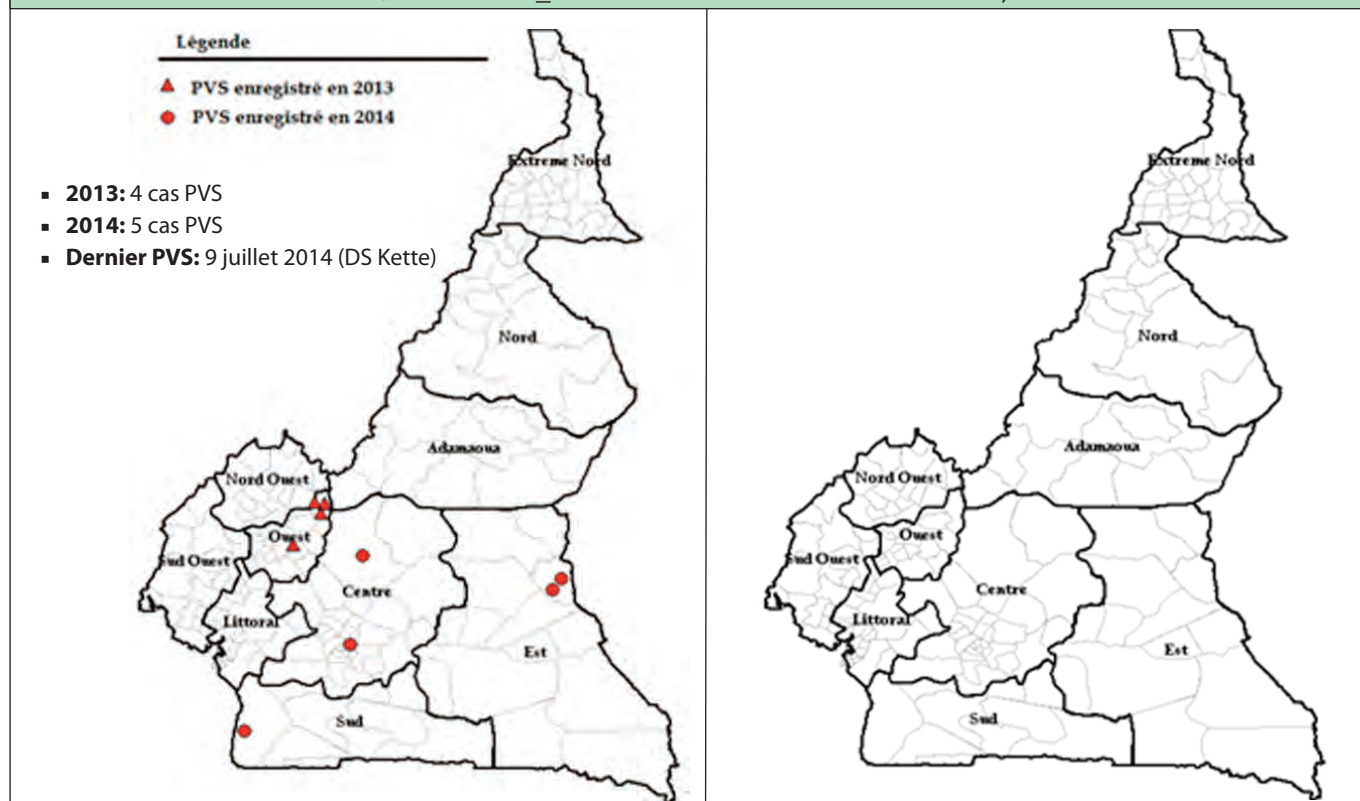 Légende
PVS enregistré en 2013
PVS enregistré en 2014
▪ 2013: 4 cas PVS
▪ 2014: 5 cas PVS
▪ Dernier PVS: 9 juillet 2014 (DS Kette)
Extreme Nord
Nord
Adamaoua
Nord Ouest
Ouest
Sud Ouest
Centre
Littoral
Est
Sud
Extreme Nord
Nord
Adamaoua
Nord Ouest
Ouest
Sud Ouest
Centre
Littoral
Est
Sud